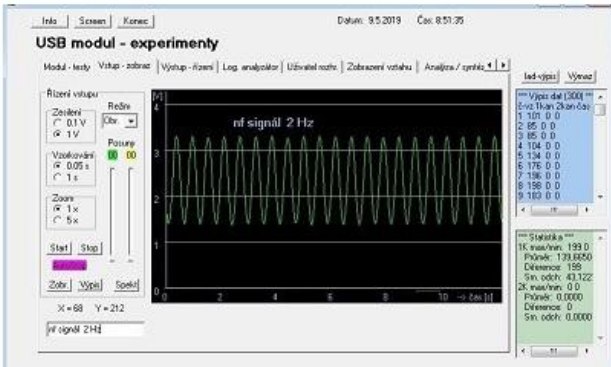 Info Screen Konec Datum: 9.5.2019 Čas: 8:51:35
USB modul - experimenty
Modul - testy Vstup - zobraz Výstup - řízení Log. analyzátor Uživatel.rozhr. Zobrazení vztahu Analýza / syntéz
Ind-výpis Výmaz
Řízení vstupu
Zesílení
0.1 V
1 V
Režim
Obr.
Vzorkování
0.05 s
1 s
Posuny
00 00
Zoom
1 x
5 x
Start Stop
Zobr. Výpis Spekt
X = 68 Y = 212
nf signál 2 Hz
[V]
4
3
2
1
0
nf signál 2 Hz
0 2 4 6 8 10 -> čas [s]
*** Výpis dat (300) ***
č-vz 1kan 2kan čas
1 101 0 0
2 85 0 0
3 85 0 0
4 104 0 0
5 134 0 0
6 176 0 0
7 196 0 0
8 198 0 0
9 183 0 0
*** Statistika ***
1K max/min: 199 0
Průměr: 139,6650
Diference: 199
Sm. odch: 43,122
2K max/min: 0 0
Průměr: 0,0000
Diference: 0
Sm. odch: 0,0000